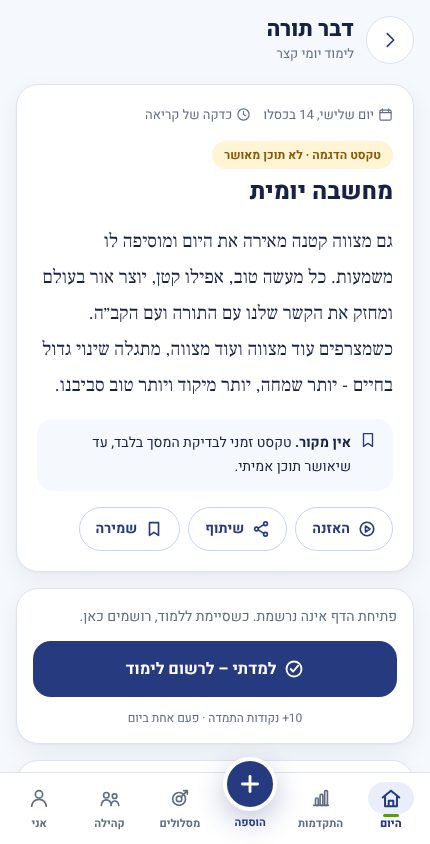 דבר תורה
לימוד יומי קצר
יום שלישי, 14 בכסלו כדקה של קריאה
טקסט הדגמה · לא תוכן מאושר
מחשבה יומית
גם מצווה קטנה מאירה את היום ומוסיפה לו
משמעות. כל מעשה טוב, אפילו קטן, יוצר אור בעולם
ומחזק את הקשר שלנו עם התורה ועם הקב״ה.
כשמצרפים עוד מצווה ועוד מצווה, מתגלה שינוי גדול
בחיים - יותר שמחה, יותר מיקוד ויותר טוב סביבנו.
אין מקור. טקסט זמני לבדיקת המסך בלבד, עד
שיאושר תוכן אמיתי.
האזנה שיתוף שמירה
פתיחת הדף אינה נרשמת. כשסיימת ללמוד, רושמים כאן.
למדתי – לרשום לימוד
+10 נקודות התמדה · פעם אחת ביום
היום התקדמות הוספה מסלולים קהילה אני